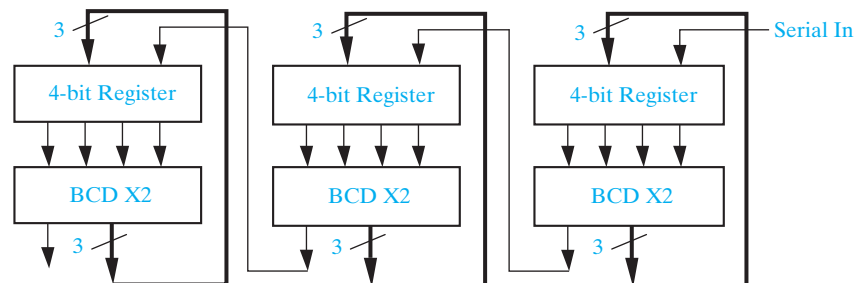 3 3 3 Serial In
4-bit Register 4-bit Register 4-bit Register
BCD X2 BCD X2 BCD X2
3 3 3